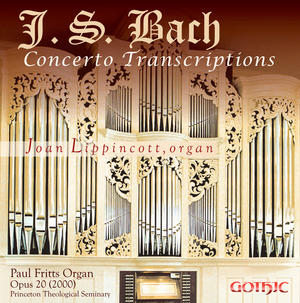 J. S. Bach
Concerto Transcriptions
Joan Lippincott, organ
Paul Fritts Organ
Opus 20 (2000)
Princeton Theological Seminary
GOTHIC